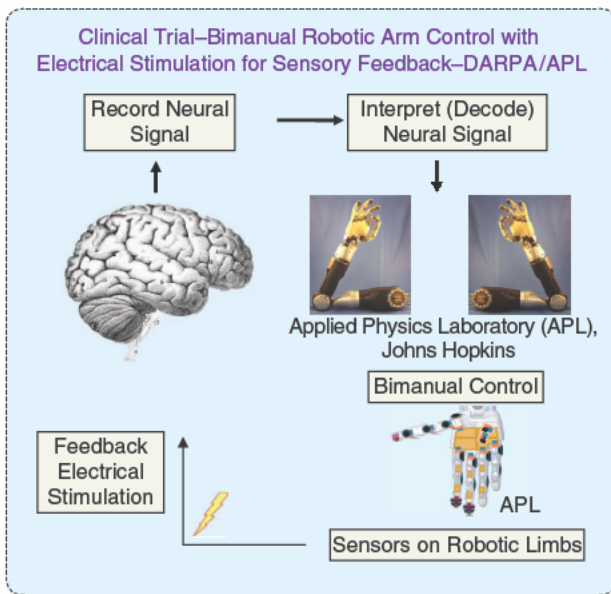 Clinical Trial–Bimanual Robotic Arm Control with
Electrical Stimulation for Sensory Feedback–DARPA/APL
Record Neural
Signal
Interpret (Decode)
Neural Signal
Applied Physics Laboratory (APL),
Johns Hopkins
Bimanual Control
Feedback
Electrical
Stimulation
APL
Sensors on Robotic Limbs